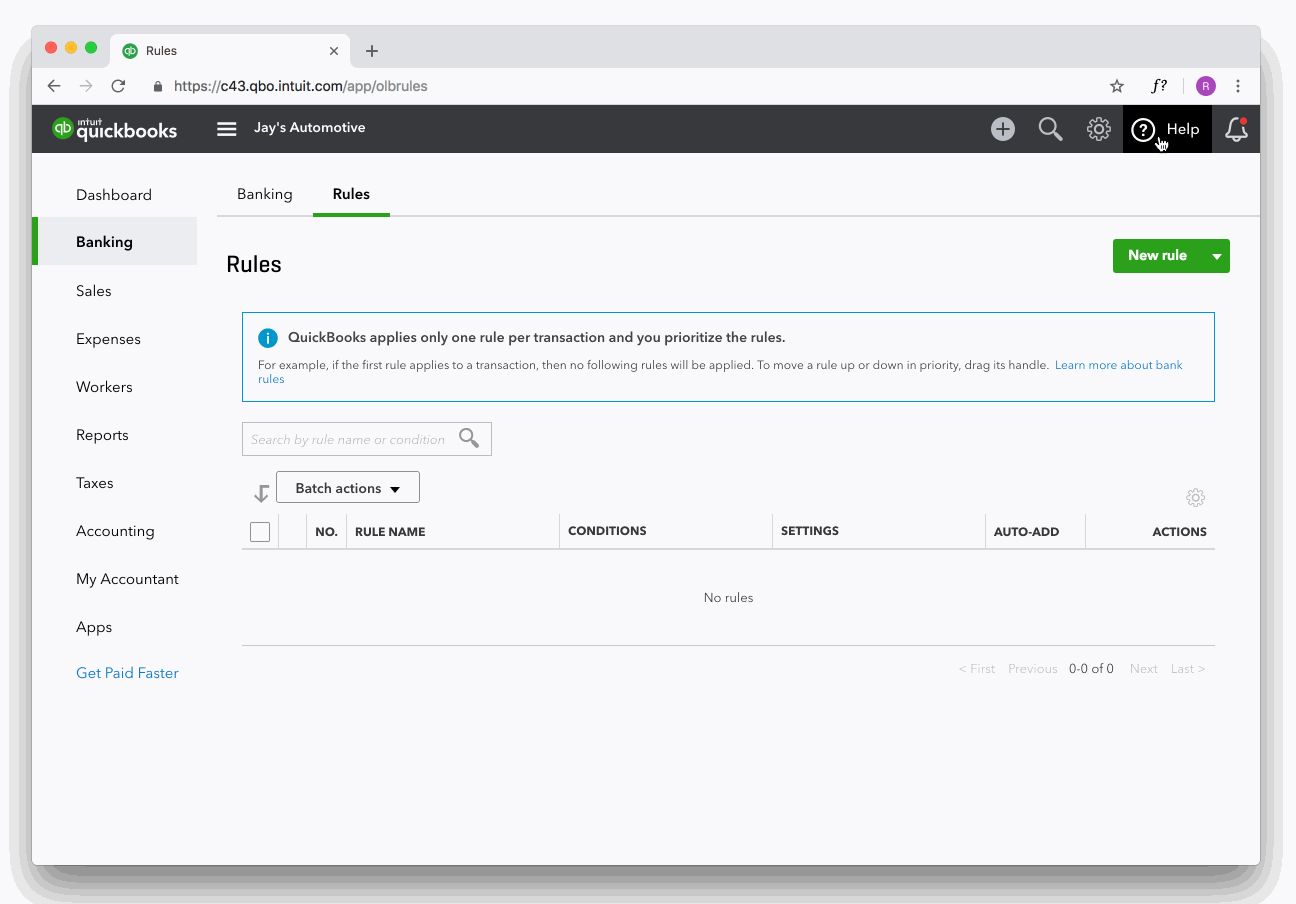 qb Rules
https://c43.qbo.intuit.com/app/olbrules
f?
R
qb intuit quickbooks
Jay's Automotive
? Help
Dashboard
Banking
Sales
Expenses
Workers
Reports
Taxes
Accounting
My Accountant
Apps
Get Paid Faster
Banking Rules
Rules
New rule
i QuickBooks applies only one rule per transaction and you prioritize the rules.
For example, if the first rule applies to a transaction, then no following rules will be applied. To move a rule up or down in priority, drag its handle. Learn more about bank
rules
Search by rule name or condition
Batch actions
NO. RULE NAME CONDITIONS SETTINGS AUTO-ADD ACTIONS
No rules
< First Previous 0-0 of 0 Next Last >